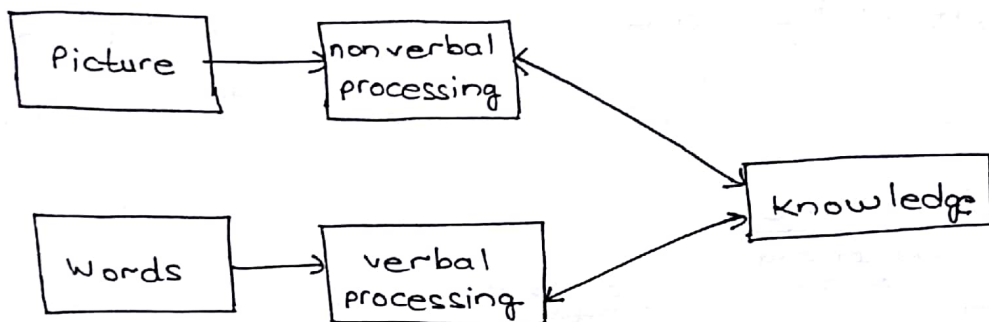 Picture
nonverbal
processing
Words
verbal
processing
knowledge